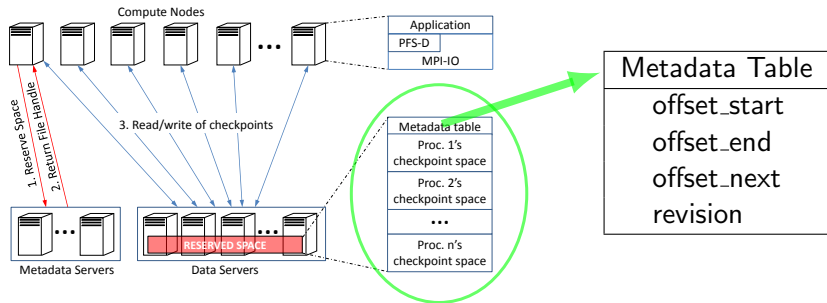 Compute Nodes
Application
PFS-D
MPI-IO
1. Reserve Space
2. Return File Handle
3. Read/write of checkpoints
Metadata Servers
RESERVED SPACE
Data Servers
Metadata table
Proc. 1's
checkpoint space
Proc. 2's
checkpoint space
...
Proc. n's
checkpoint space
Metadata Table
offset_start
offset_end
offset_next
revision